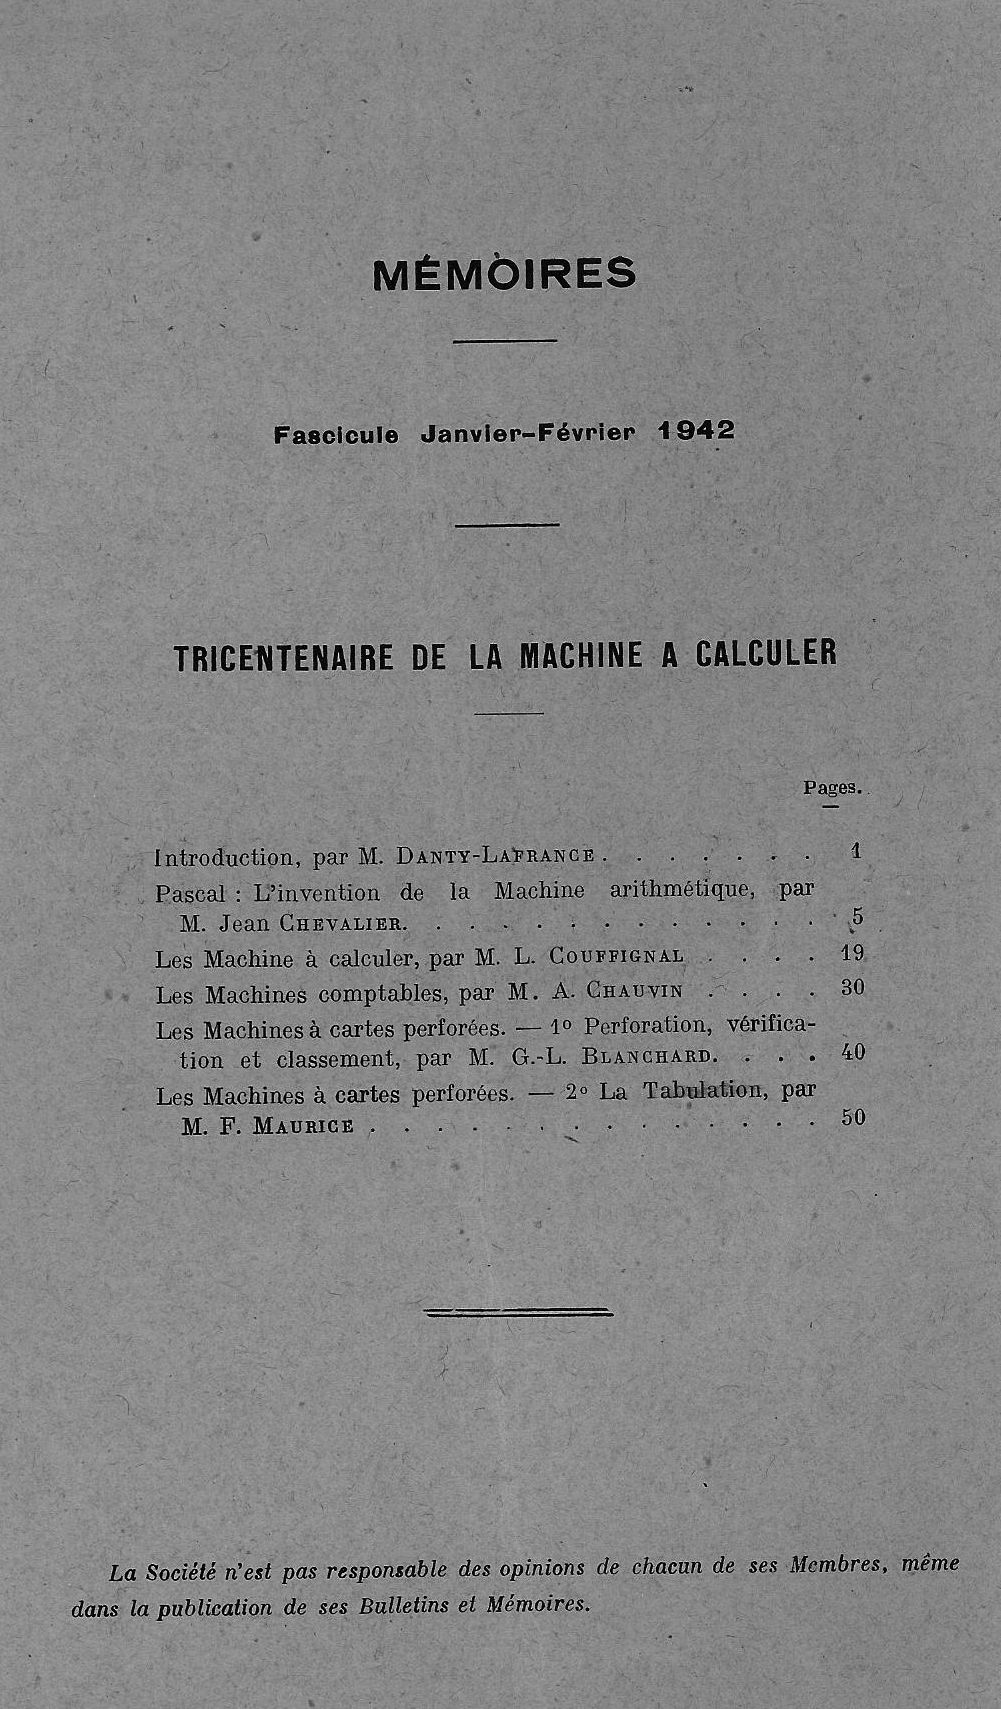 MÉMOIRES
Fascicule Janvier-Février 1942
TRICENTENAIRE DE LA MACHINE A CALCULER
Pages.
Introduction, par M. DANTY-LAFRANCE . . . . . . . 1
Pascal : L'invention de la Machine arithmétique, par
M. Jean CHEVALIER. . . . . . . . . . . . . 5
Les Machine à calculer, par M. L. COUFFIGNAL . . . . 19
Les Machines comptables, par M. A. CHAUVIN . . . . 30
Les Machines à cartes perforées. — 1º Perforation, vérifica-
tion et classement, par M. G.-L. BLANCHARD. . . . 40
Les Machines à cartes perforées. — 2º La Tabulation, par
M. F. MAURICE . . . . . . . . . . . . . . 50
La Société n'est pas responsable des opinions de chacun de ses Membres, même
dans la publication de ses Bulletins et Mémoires.